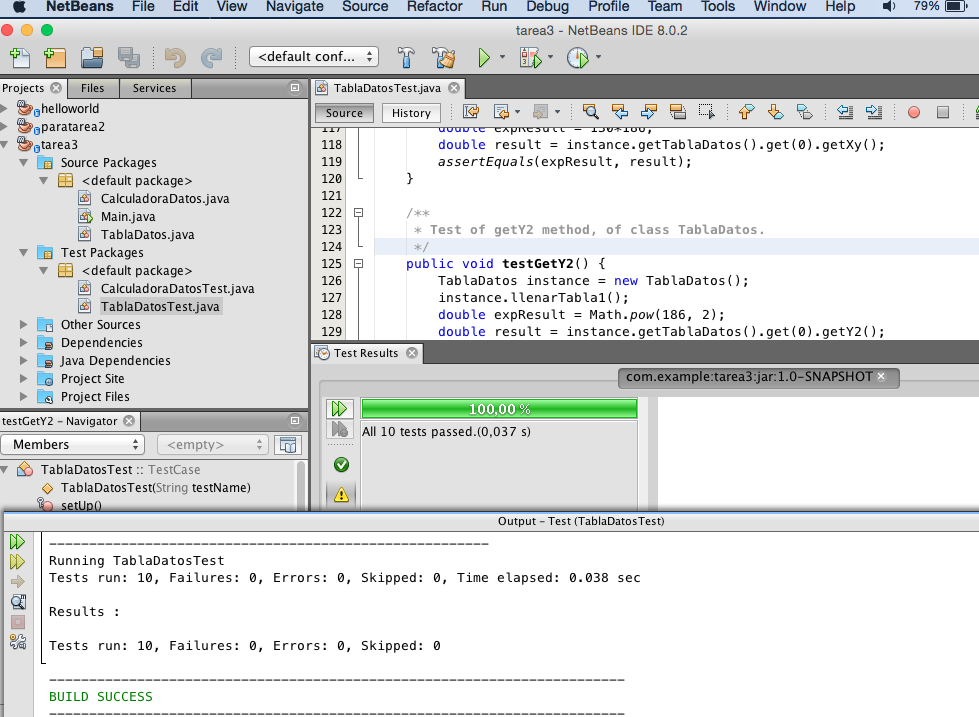 NetBeans File Edit View Navigate Source Refactor Run Debug Profile Team Tools Window Help 79%
tarea3 - NetBeans IDE 8.0.2
<default conf...
Projects Files Services
helloworld
paratarea2
tarea3
Source Packages
<default package>
CalculadoraDatos.java
Main.java
TablaDatos.java
Test Packages
<default package>
CalculadoraDatosTest.java
TablaDatosTest.java
Other Sources
Dependencies
Java Dependencies
Project Site
Project Files
testGetY2 – Navigator
Members <empty>
TablaDatosTest :: TestCase
TablaDatosTest(String testName)
setUp()
TablaDatosTest.java
Source History
117 double expResult = 130*186;
118 double result = instance.getTablaDatos().get(0).getXy();
119 assertEquals(expResult, result);
120 }
121
122 /**
123 * Test of getY2 method, of class TablaDatos.
124 */
125 public void testGetY2() {
126 TablaDatos instance = new TablaDatos();
127 instance.llenarTabla1();
128 double expResult = Math.pow(186, 2);
129 double result = instance.getTablaDatos().get(0).getY2();
Test Results
com.example:tarea3:jar:1.0-SNAPSHOT
100,00 %
All 10 tests passed.(0,037 s)
Output – Test (TablaDatosTest)
-------------------------------------------------------
Running TablaDatosTest
Tests run: 10, Failures: 0, Errors: 0, Skipped: 0, Time elapsed: 0.038 sec
Results :
Tests run: 10, Failures: 0, Errors: 0, Skipped: 0
------------------------------------------------------------------------
BUILD SUCCESS
------------------------------------------------------------------------